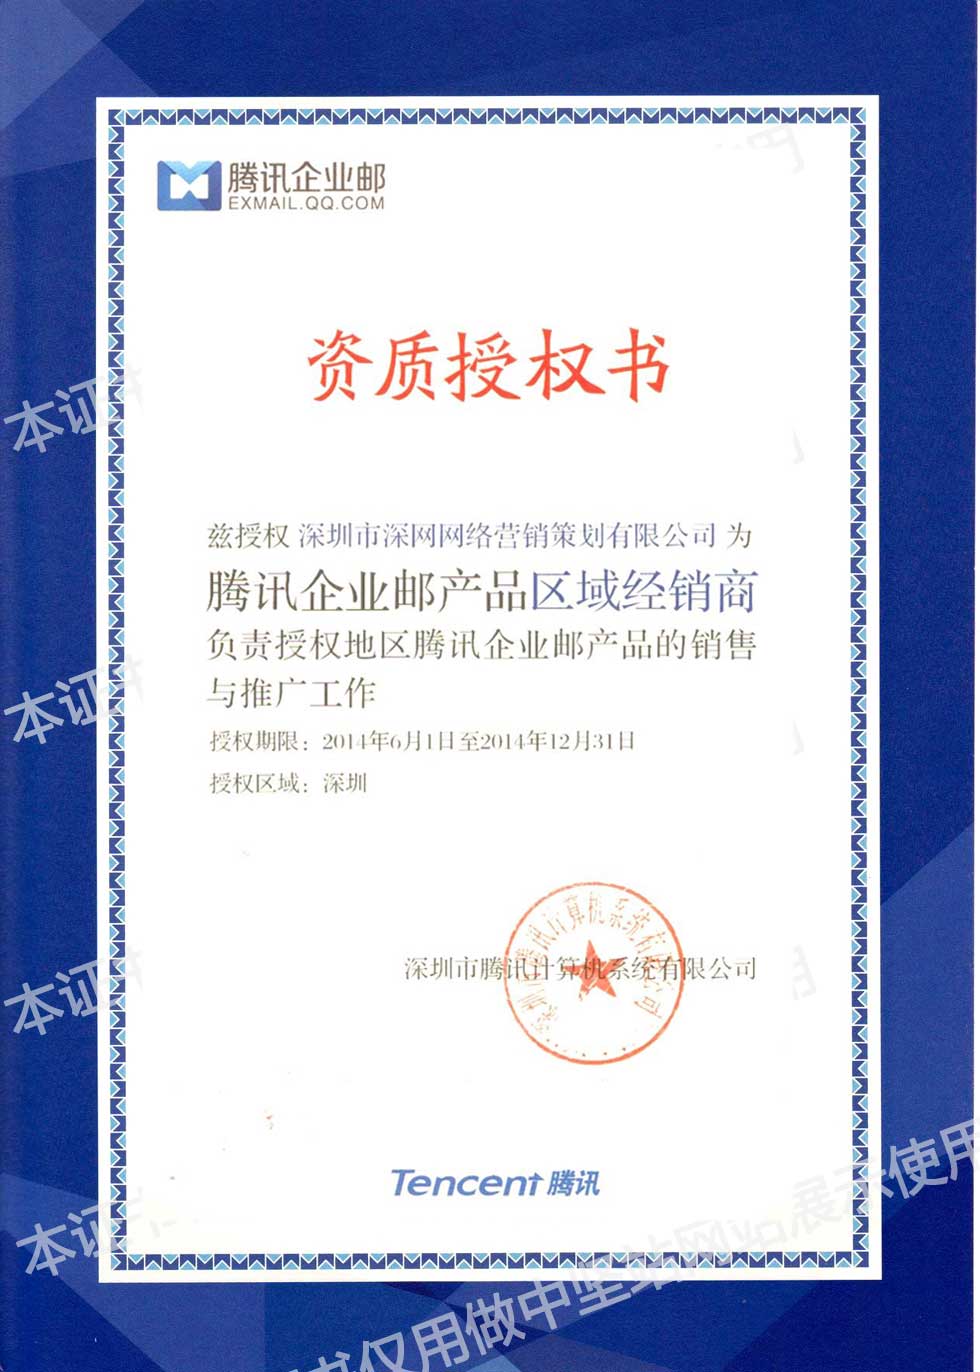 腾讯企业邮
EXMAIL.QQ.COM
资质授权书
兹授权 深圳市深网网络营销策划有限公司 为
腾讯企业邮产品区域经销商
负责授权地区腾讯企业邮产品的销售
与推广工作
授权期限：2014年6月1日至2014年12月31日
授权区域：深圳
深圳市腾讯计算机系统有限公司
深圳市腾讯计算机系统有限公司
Tencent 腾讯
本证
本证
本证
本证
书仅用做中坚站网站展示使用